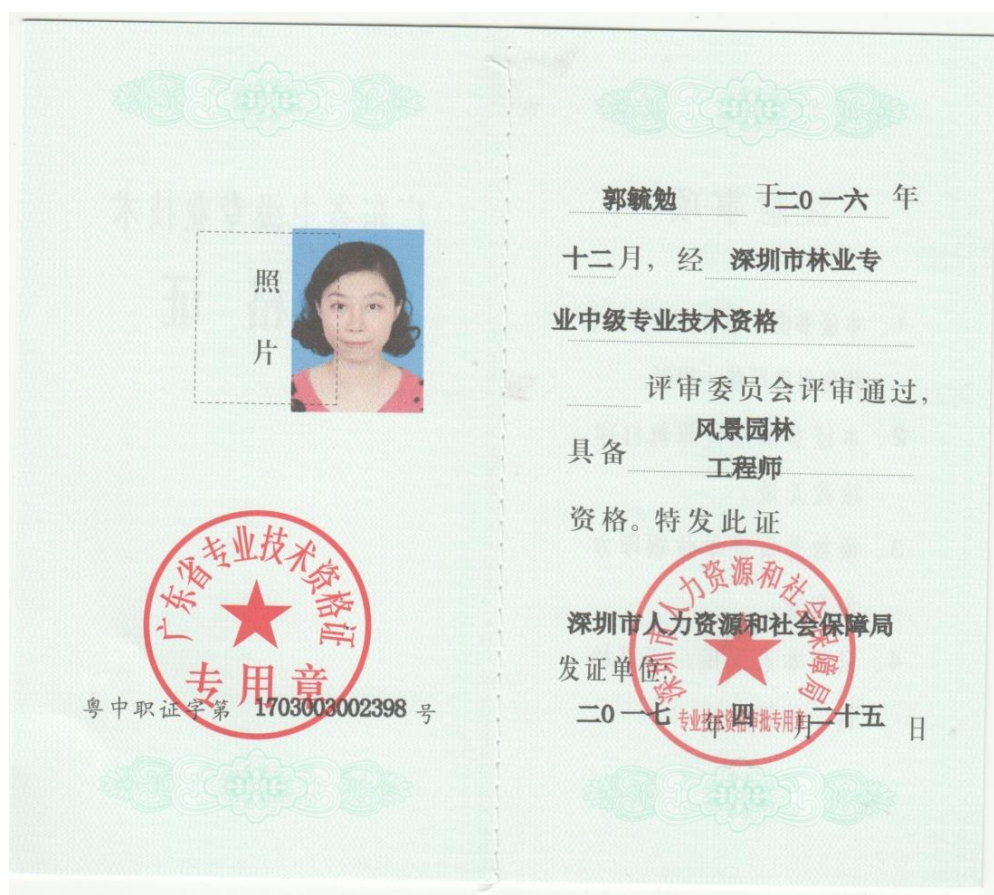 照
片
广东省专业技术资格证
专用章
粤中职证字第 1703003002398 号
郭毓勉 于二0一六 年
十二月，经 深圳市林业专
业中级专业技术资格
评审委员会评审通过，
具备 风景园林
工程师
资格。特发此证
深圳市人力资源和社会保障局
深圳市人力资源和社会保障局
发证单位：
专业技术资格审批专用章
二0一七 年 四 月二十五 日